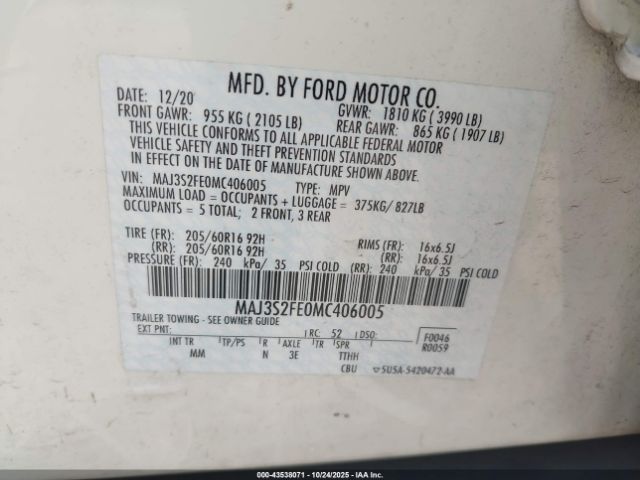 MFD. BY FORD MOTOR CO.
DATE: 12/20 GVWR: 1810 KG ( 3990 LB)
FRONT GAWR: 955 KG ( 2105 LB) REAR GAWR: 865 KG ( 1907 LB)
THIS VEHICLE CONFORMS TO ALL APPLICABLE FEDERAL MOTOR
VEHICLE SAFETY AND THEFT PREVENTION STANDARDS
IN EFFECT ON THE DATE OF MANUFACTURE SHOWN ABOVE.
VIN: MAJ3S2FE0MC406005 TYPE: MPV
MAXIMUM LOAD = OCCUPANTS + LUGGAGE = 375KG/ 827LB
OCCUPANTS = 5 TOTAL; 2 FRONT, 3 REAR
TIRE (FR): 205/60R16 92H RIMS (FR): 16x6.5J
(RR): 205/60R16 92H (RR): 16x6.5J
PRESSURE (FR): 240 kPa/ 35 PSI COLD (RR): 240 kPa/ 35 PSI COLD
MAJ3S2FE0MC406005
TRAILER TOWING - SEE OWNER GUIDE
EXT PNT: RC: 52 DSO: F0046
R0059
INT TR TP/PS R AXLE TR SPR
MM N 3E TTHH
CBU 5U5A-5420472-AA
000-43538071 - 10/24/2025 - IAAI.COM